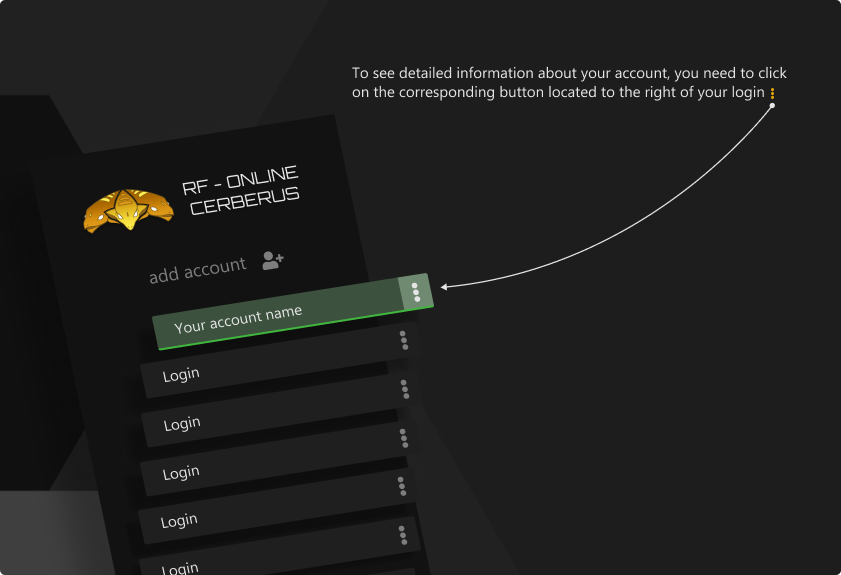 To see detailed information about your account, you need to click
on the corresponding button located to the right of your login
RF - ONLINE
CERBERUS
add account
Your account name
Login
Login
Login
Login
Login